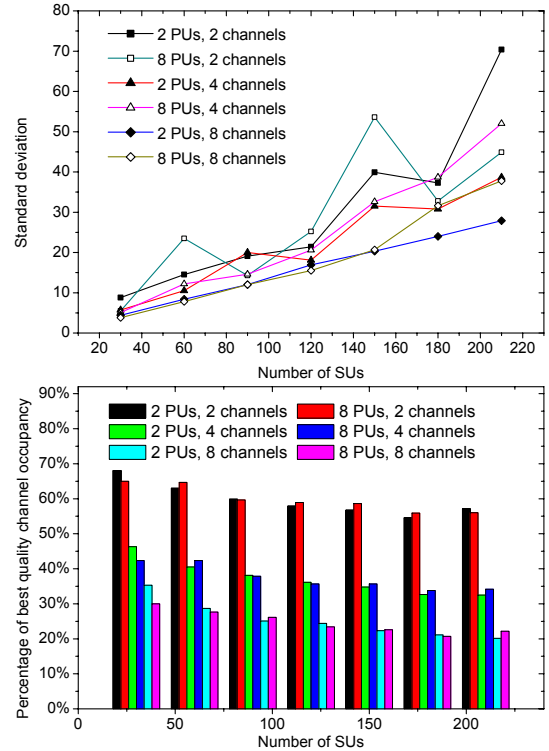 80
70
60
50
40
30
20
10
0
Standard deviation
2 PUs, 2 channels
8 PUs, 2 channels
2 PUs, 4 channels
8 PUs, 4 channels
2 PUs, 8 channels
8 PUs, 8 channels
20 40 60 80 100 120 140 160 180 200 220
Number of SUs
90%
80%
70%
60%
50%
40%
30%
20%
10%
0%
Percentage of best quality channel occupancy
2 PUs, 2 channels 8 PUs, 2 channels
2 PUs, 4 channels 8 PUs, 4 channels
2 PUs, 8 channels 8 PUs, 8 channels
0 50 100 150 200
Number of SUs